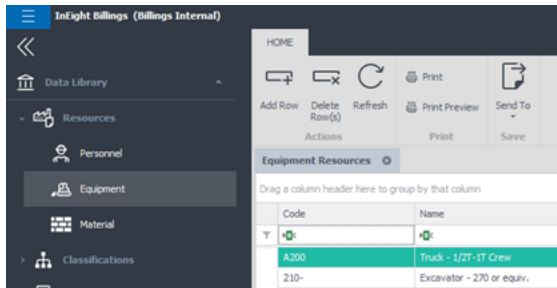 InEight Billings (Billings Internal)
HOME
Data Library
Add Row
Delete Row(s)
Refresh
Print
Print Preview
Send To
Actions
Print
Save
Resources
Personnel
Equipment
Material
Classifications
Equipment Resources
Drag a column header here to group by that column
Code Name
A200 Truck - 1/2T-1T Crew
210- Excavator - 270 or equiv.